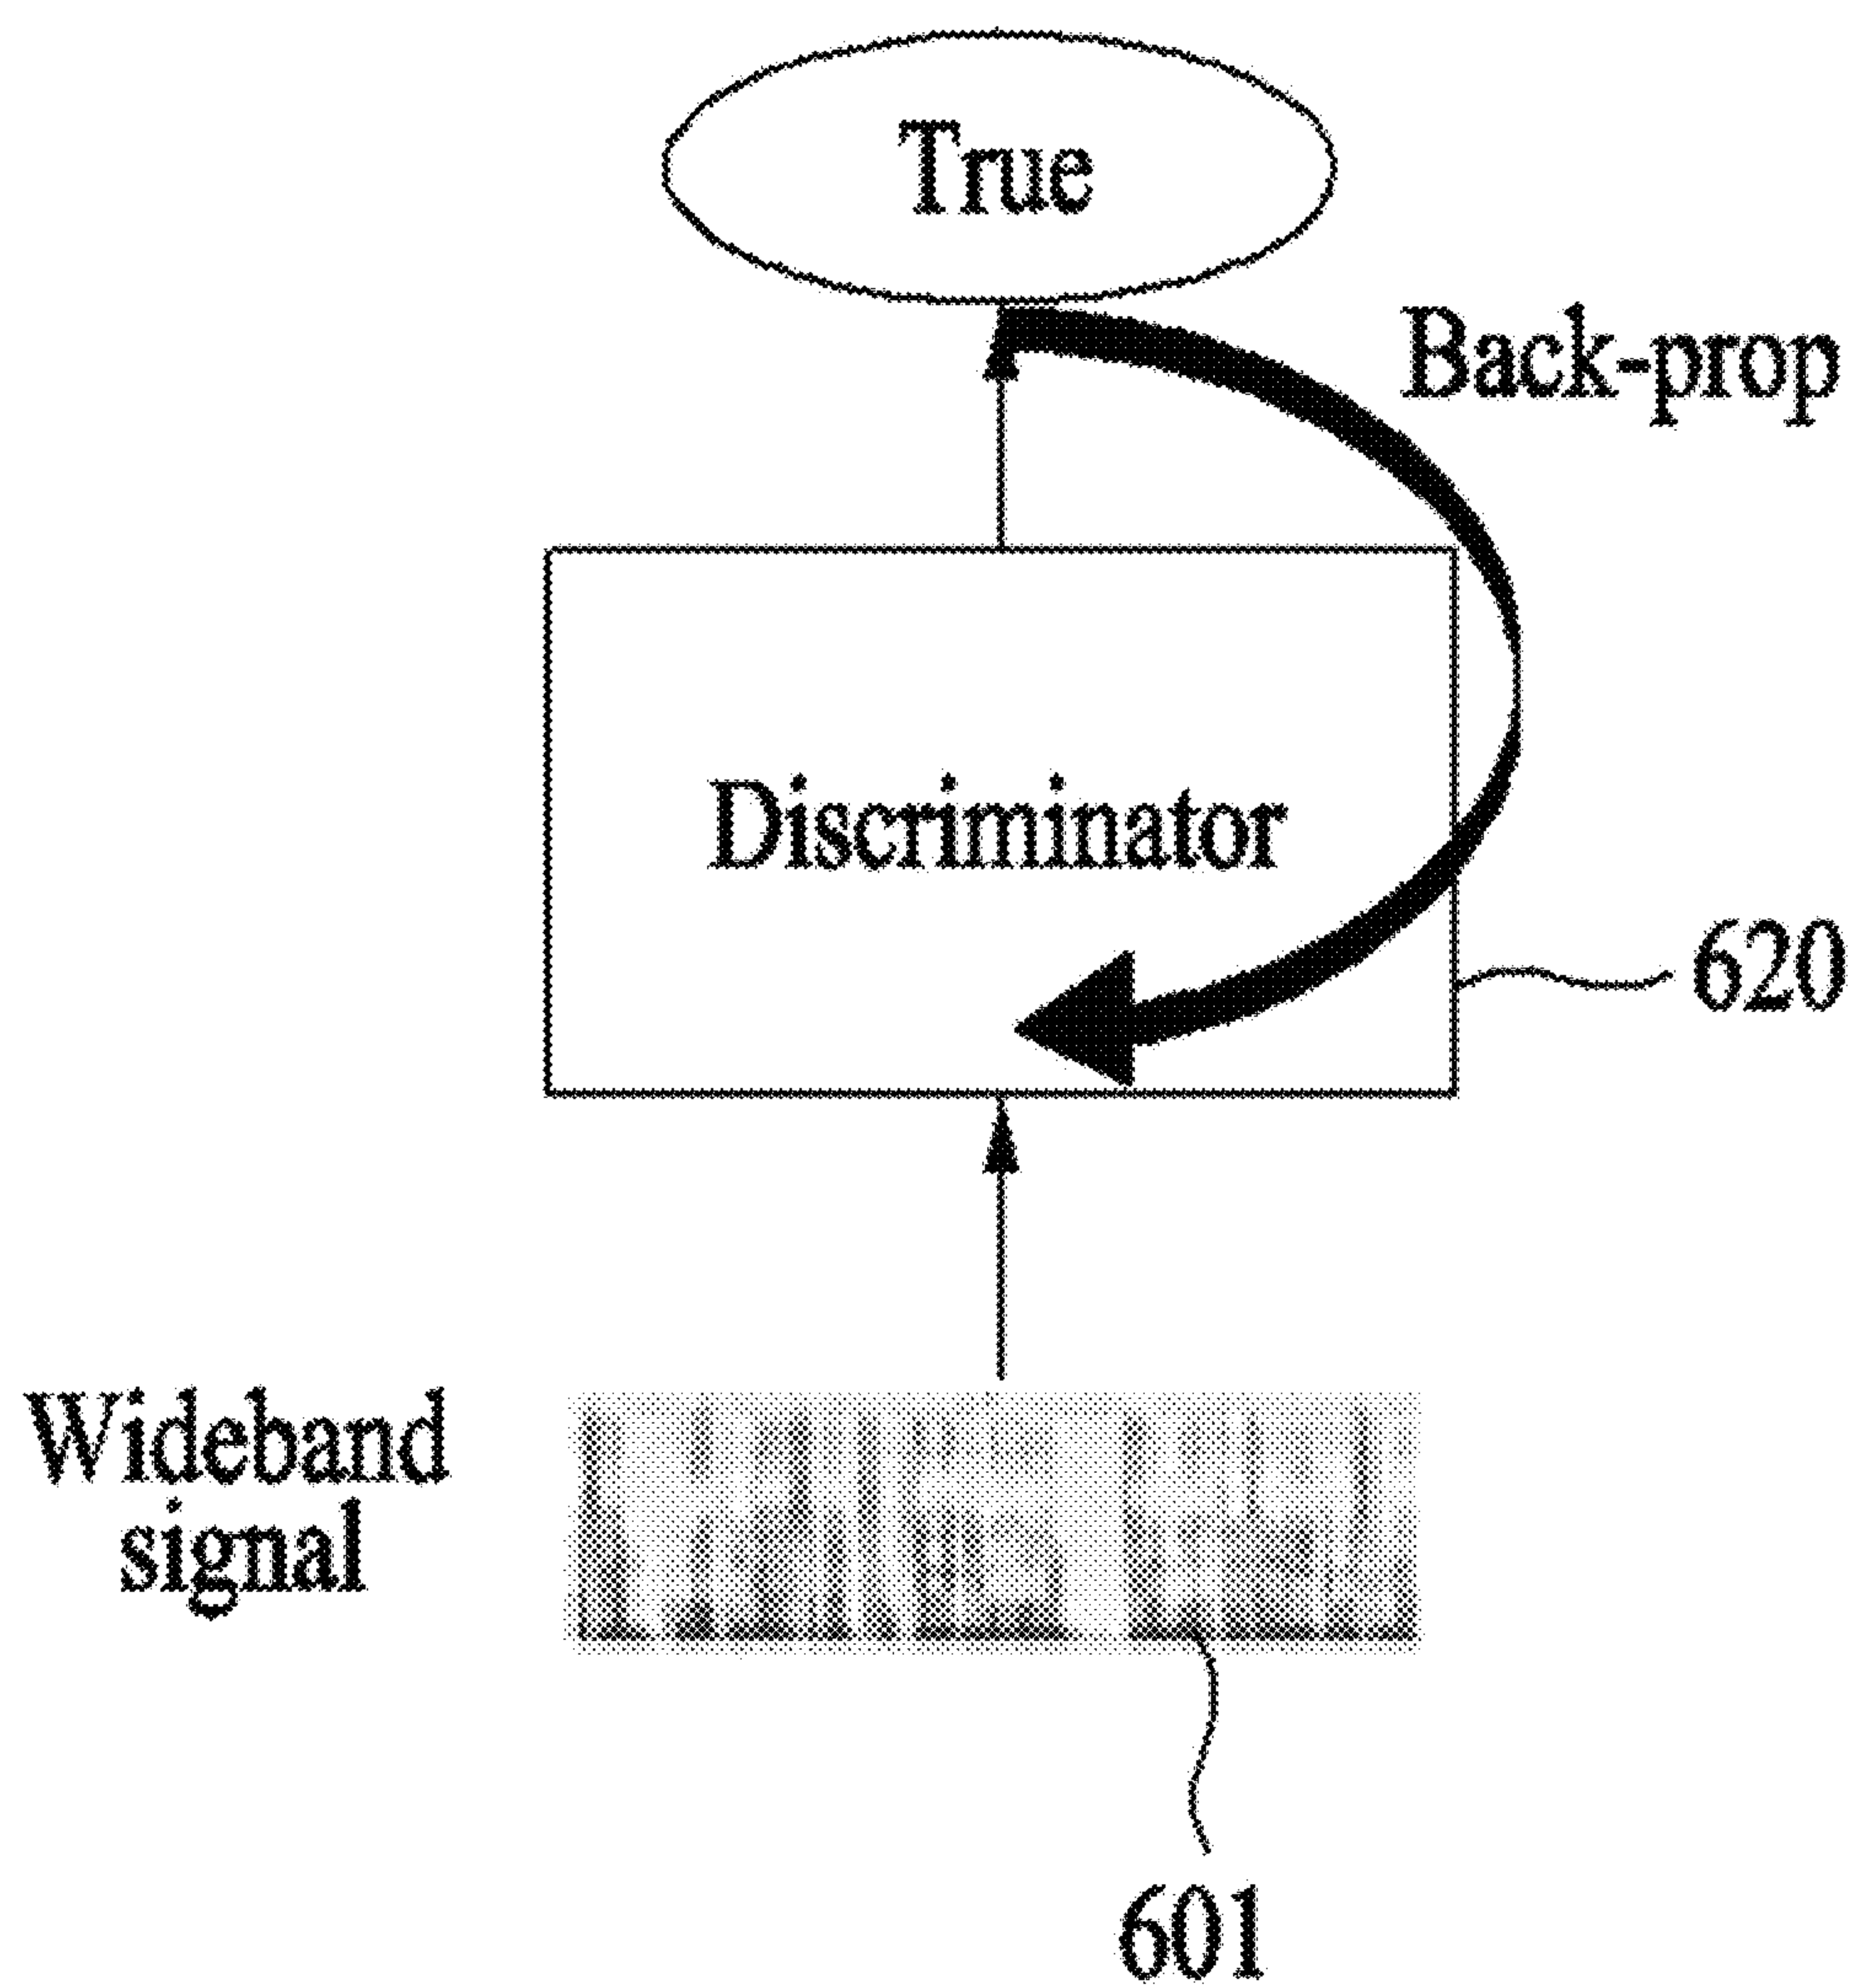 True
Back-prop
Discriminator
620
Wideband
signal
601